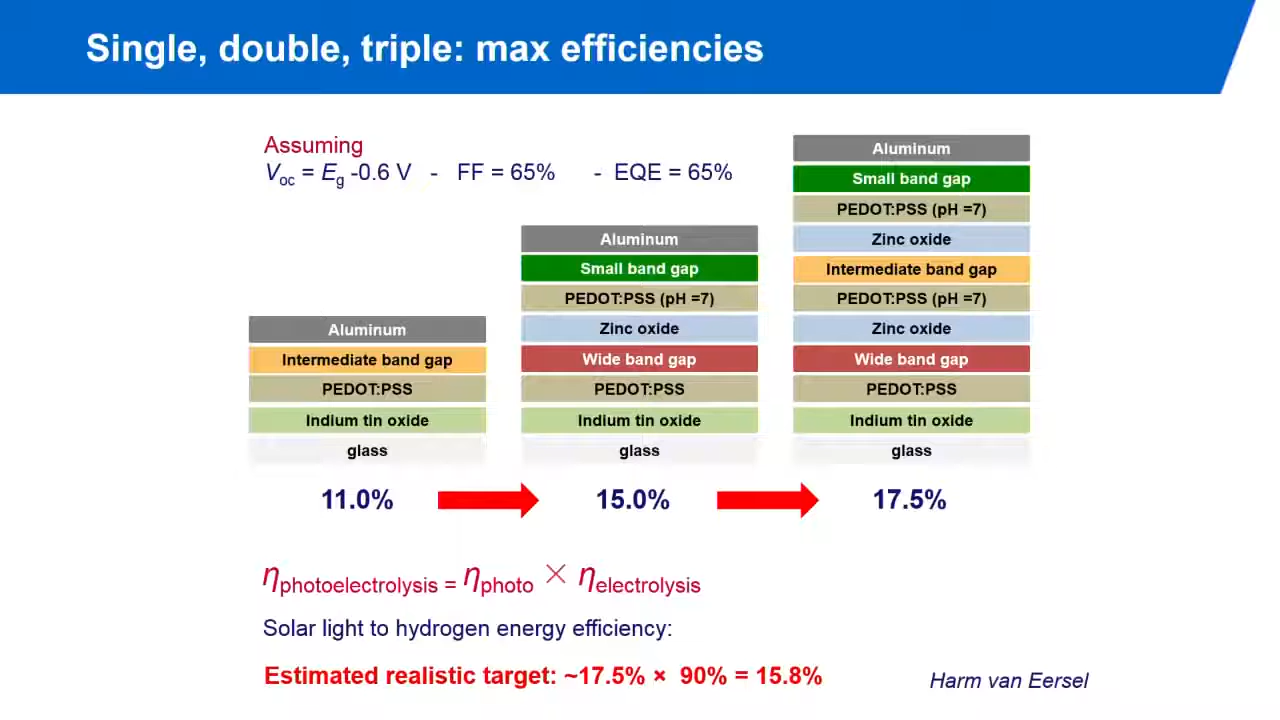 Single, double, triple: max efficiencies
Assuming
Voc = Eg -0.6 V - FF = 65% - EQE = 65%
Aluminum
Intermediate band gap
PEDOT:PSS
Indium tin oxide
glass
11.0%
Aluminum
Small band gap
PEDOT:PSS (pH =7)
Zinc oxide
Wide band gap
PEDOT:PSS
Indium tin oxide
glass
15.0%
Aluminum
Small band gap
PEDOT:PSS (pH =7)
Zinc oxide
Intermediate band gap
PEDOT:PSS (pH =7)
Zinc oxide
Wide band gap
PEDOT:PSS
Indium tin oxide
glass
17.5%
ηphotoelectrolysis = ηphoto × ηelectrolysis
Solar light to hydrogen energy efficiency:
Estimated realistic target: ~17.5% × 90% = 15.8%
Harm van Eersel